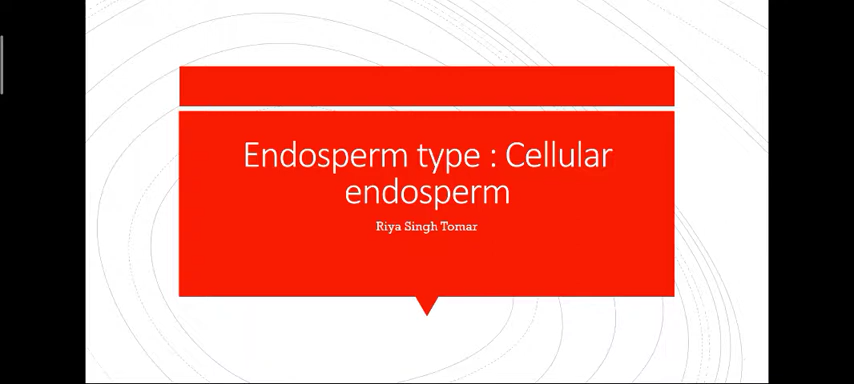 Endosperm type : Cellular
endosperm
Riya Singh Tomar